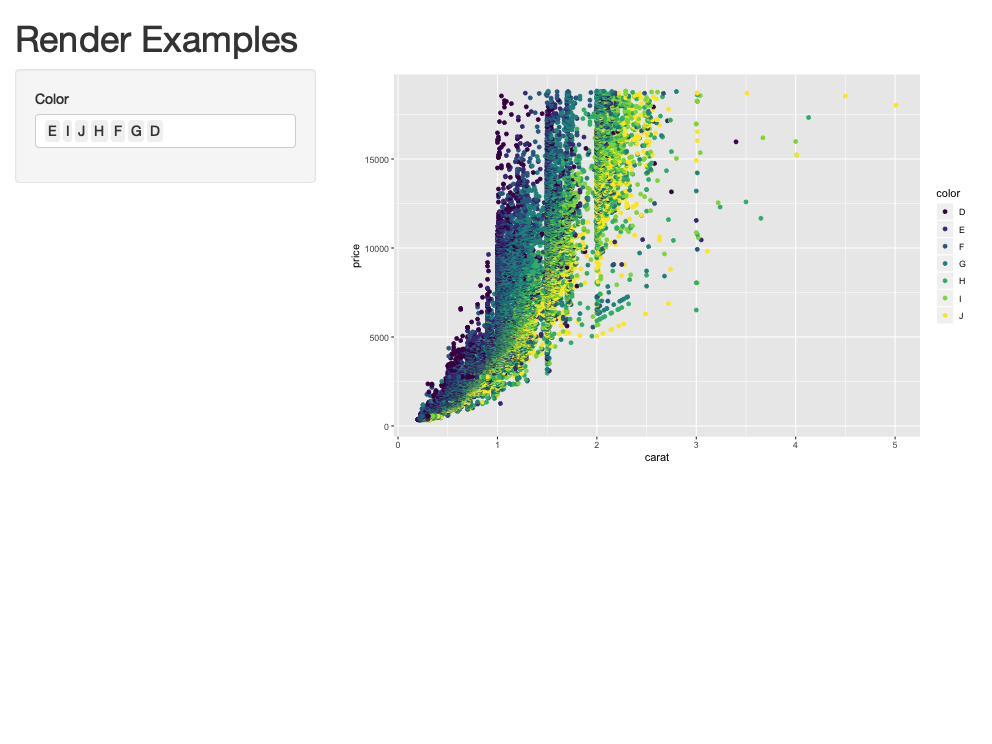 Render Examples
Color
E I J H F G D
15000
10000
5000
0
price
0 1 2 3 4 5
carat
color
D
E
F
G
H
I
J